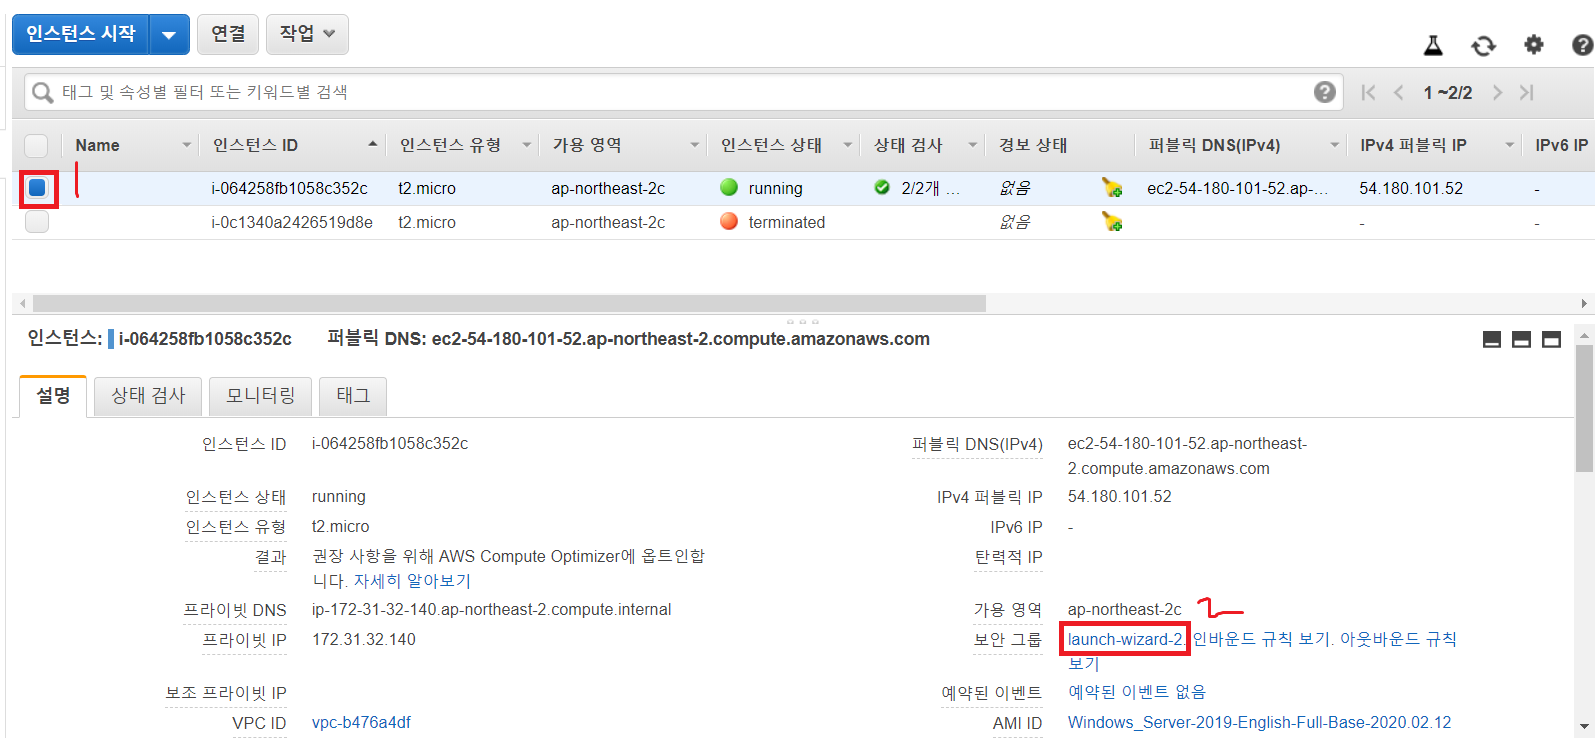 인스턴스 시작 연결 작업
태그 및 속성별 필터 또는 키워드별 검색 1 ~2/2
Name 인스턴스 ID 인스턴스 유형 가용 영역 인스턴스 상태 상태 검사 경보 상태 퍼블릭 DNS(IPv4) IPv4 퍼블릭 IP IPv6 IP
i-064258fb1058c352c t2.micro ap-northeast-2c running 2/2개 ... 없음 ec2-54-180-101-52.ap-... 54.180.101.52 -
i-0c1340a2426519d8e t2.micro ap-northeast-2c terminated 없음 - -
인스턴스: i-064258fb1058c352c 퍼블릭 DNS: ec2-54-180-101-52.ap-northeast-2.compute.amazonaws.com
설명 상태 검사 모니터링 태그
인스턴스 ID i-064258fb1058c352c 퍼블릭 DNS(IPv4) ec2-54-180-101-52.ap-northeast-
2.compute.amazonaws.com
인스턴스 상태 running IPv4 퍼블릭 IP 54.180.101.52
인스턴스 유형 t2.micro IPv6 IP -
결과 권장 사항을 위해 AWS Compute Optimizer에 옵트인합 탄력적 IP
니다. 자세히 알아보기
프라이빗 DNS ip-172-31-32-140.ap-northeast-2.compute.internal 가용 영역 ap-northeast-2c 2
프라이빗 IP 172.31.32.140 보안 그룹 launch-wizard-2. 인바운드 규칙 보기. 아웃바운드 규칙
보기
보조 프라이빗 IP 예약된 이벤트 예약된 이벤트 없음
VPC ID vpc-b476a4df AMI ID Windows_Server-2019-English-Full-Base-2020.02.12